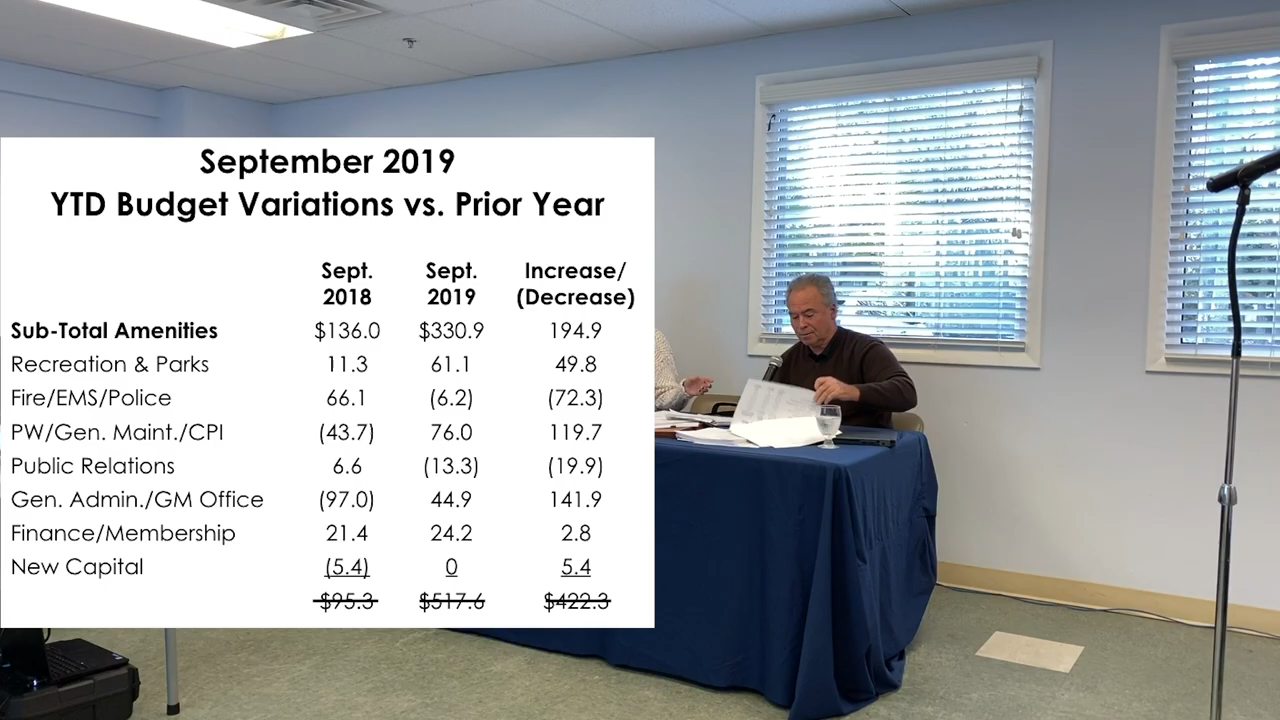 September 2019
YTD Budget Variations vs. Prior Year
Sept. 2018 Sept. 2019 Increase/ (Decrease)
Sub-Total Amenities $136.0 $330.9 194.9
Recreation & Parks 11.3 61.1 49.8
Fire/EMS/Police 66.1 (6.2) (72.3)
PW/Gen. Maint./CPI (43.7) 76.0 119.7
Public Relations 6.6 (13.3) (19.9)
Gen. Admin./GM Office (97.0) 44.9 141.9
Finance/Membership 21.4 24.2 2.8
New Capital (5.4) 0 5.4
$95.3 $517.6 $422.3